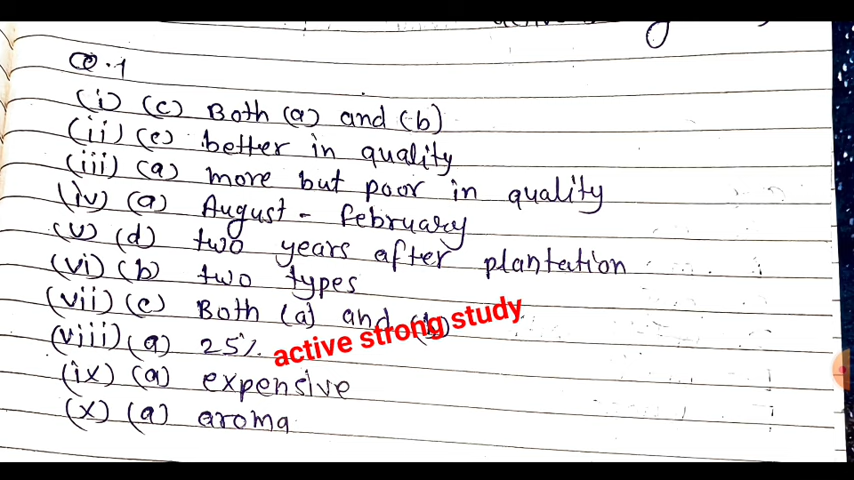 Q.1
(i) (c) Both (a) and (b)
(ii) (c) better in quality
(iii) (a) more but poor in quality
(iv) (a) August - february
(v) (d) two years after plantation
(vi) (b) two types
(vii) (c) Both (a) and (b)
(viii) (a) 25%.
active strong study
(ix) (a) expensive
(x) (a) aroma